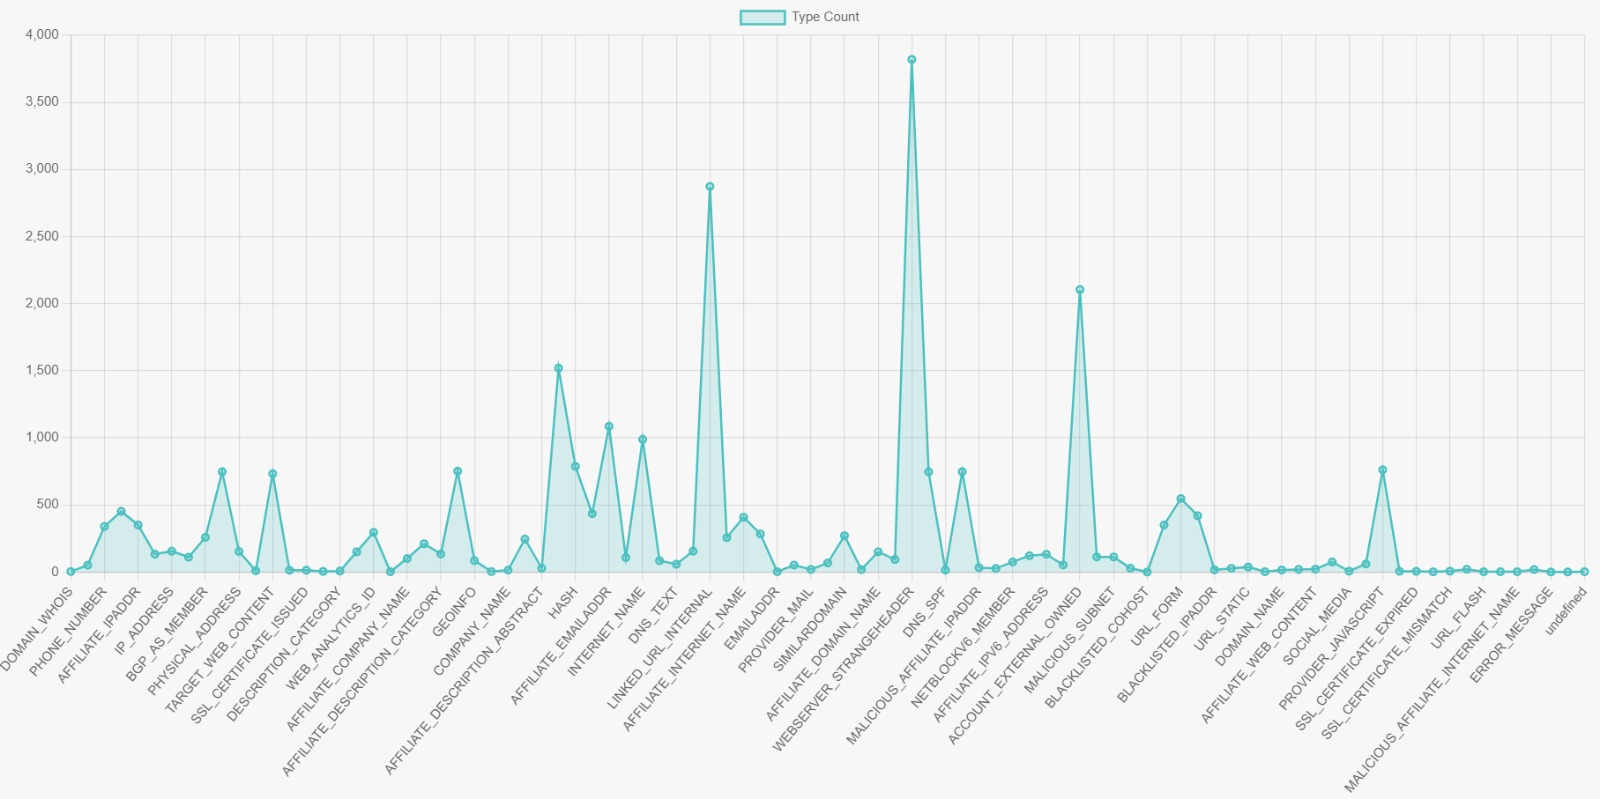 Type Count
4,000
3,500
3,000
2,500
2,000
1,500
1,000
500
0
DOMAIN_WHOIS
PHONE_NUMBER
AFFILIATE_IPADDR
IP_ADDRESS
BGP_AS_MEMBER
PHYSICAL_ADDRESS
TARGET_WEB_CONTENT
SSL_CERTIFICATE_ISSUED
DESCRIPTION_CATEGORY
WEB_ANALYTICS_ID
AFFILIATE_COMPANY_NAME
AFFILIATE_DESCRIPTION_CATEGORY
GEOINFO
COMPANY_NAME
AFFILIATE_DESCRIPTION_ABSTRACT
HASH
AFFILIATE_EMAILADDR
INTERNET_NAME
DNS_TEXT
LINKED_URL_INTERNAL
AFFILIATE_INTERNET_NAME
EMAILADDR
PROVIDER_MAIL
SIMILARDOMAIN
AFFILIATE_DOMAIN_NAME
WEBSERVER_STRANGEHEADER
DNS_SPF
MALICIOUS_AFFILIATE_IPADDR
NETBLOCKV6_MEMBER
AFFILIATE_IPV6_ADDRESS
ACCOUNT_EXTERNAL_OWNED
MALICIOUS_SUBNET
BLACKLISTED_COHOST
URL_FORM
BLACKLISTED_IPADDR
URL_STATIC
DOMAIN_NAME
AFFILIATE_WEB_CONTENT
SOCIAL_MEDIA
PROVIDER_JAVASCRIPT
SSL_CERTIFICATE_EXPIRED
SSL_CERTIFICATE_MISMATCH
URL_FLASH
MALICIOUS_AFFILIATE_INTERNET_NAME
ERROR_MESSAGE
undefined